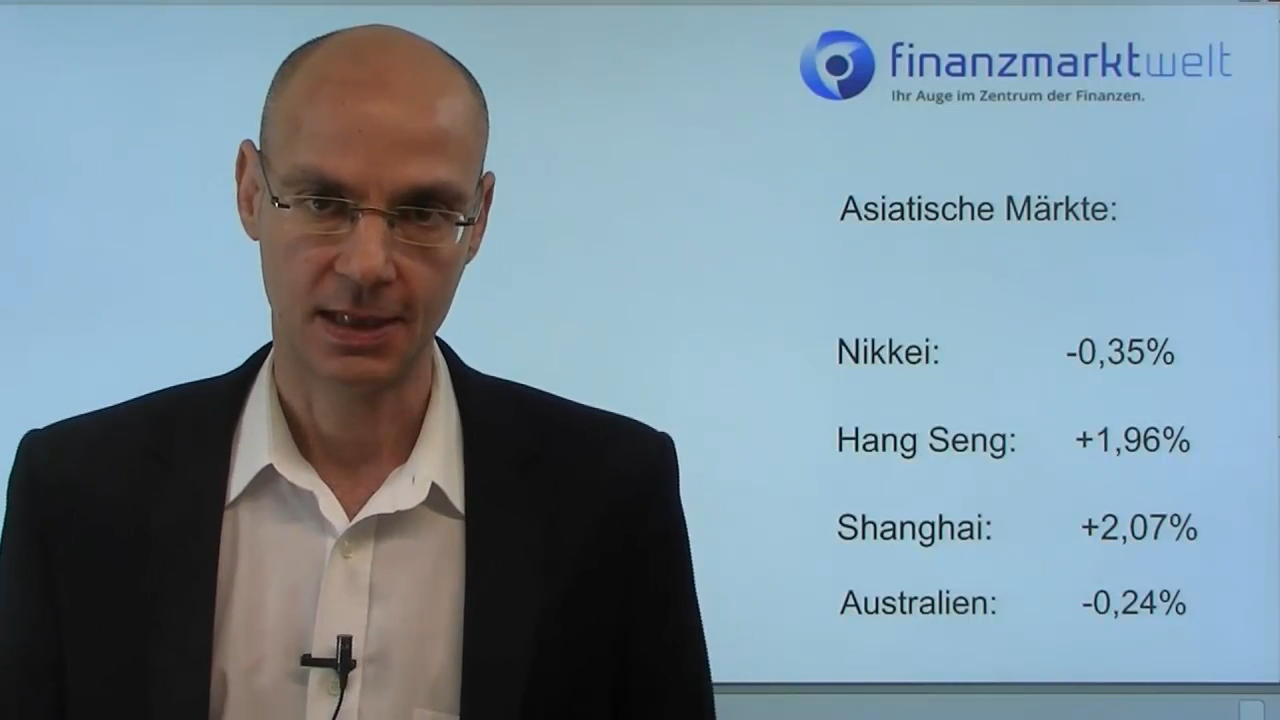 finanzmarktwelt
Ihr Auge im Zentrum der Finanzen.
Asiatische Märkte:
Nikkei: -0,35%
Hang Seng: +1,96%
Shanghai: +2,07%
Australien: -0,24%